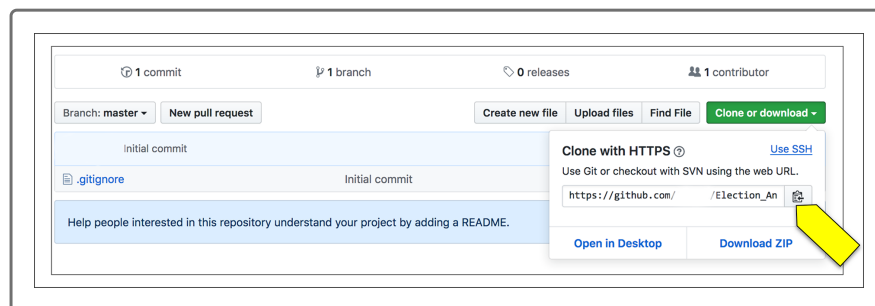 1 commit
1 branch
0 releases
1 contributor
Branch: master
New pull request
Create new file
Upload files
Find File
Clone or download
Initial commit
.gitignore
Initial commit
Help people interested in this repository understand your project by adding a README.
Clone with HTTPS
Use SSH
Use Git or checkout with SVN using the web URL.
https://github.com/ /Election_An
Open in Desktop
Download ZIP